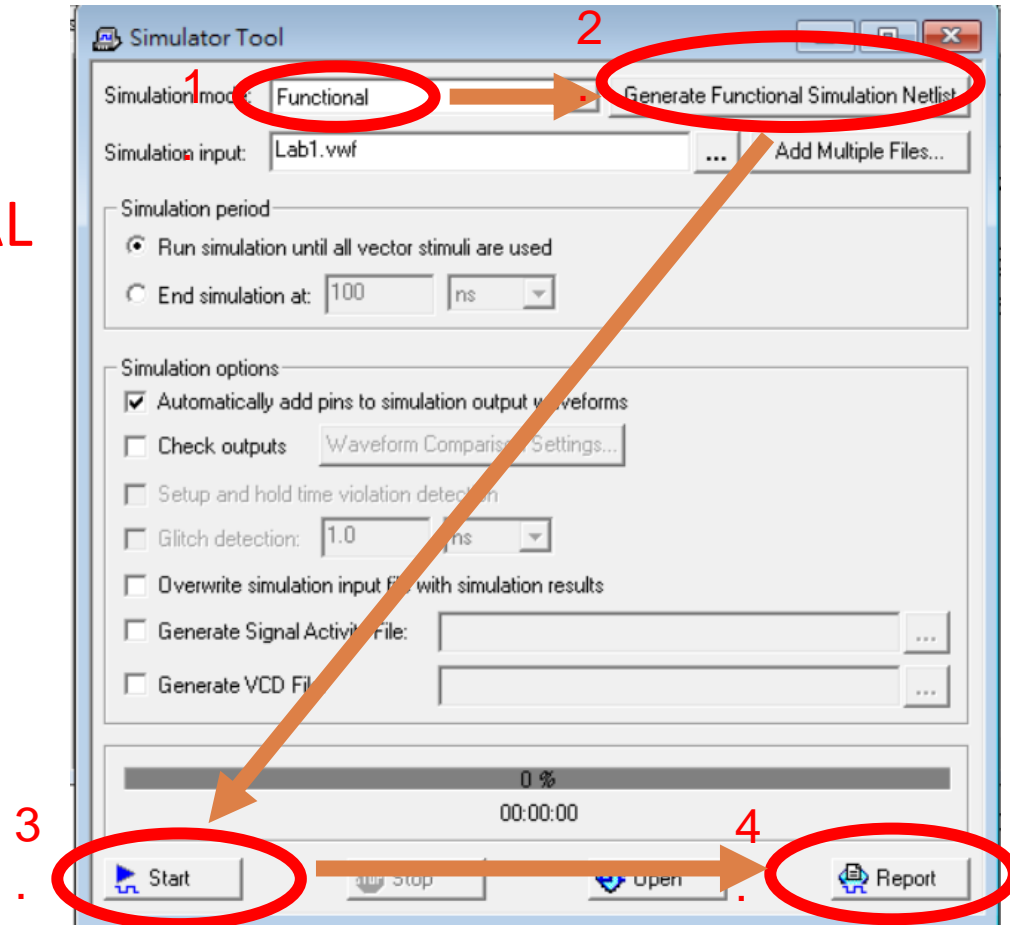 Simulator Tool
2
.
1
.
Simulation mode: Functional Generate Functional Simulation Netlist
Simulation input: Lab1.vwf ... Add Multiple Files...
AL
Simulation period
Run simulation until all vector stimuli are used
End simulation at: 100 ns
Simulation options
Automatically add pins to simulation output waveforms
Check outputs Waveform Comparison Settings...
Setup and hold time violation detection
Glitch detection: 1.0 ns
Overwrite simulation input file with simulation results
Generate Signal Activity File: ...
Generate VCD File: ...
0 %
00:00:00
3
.
4
.
Start Stop Open Report